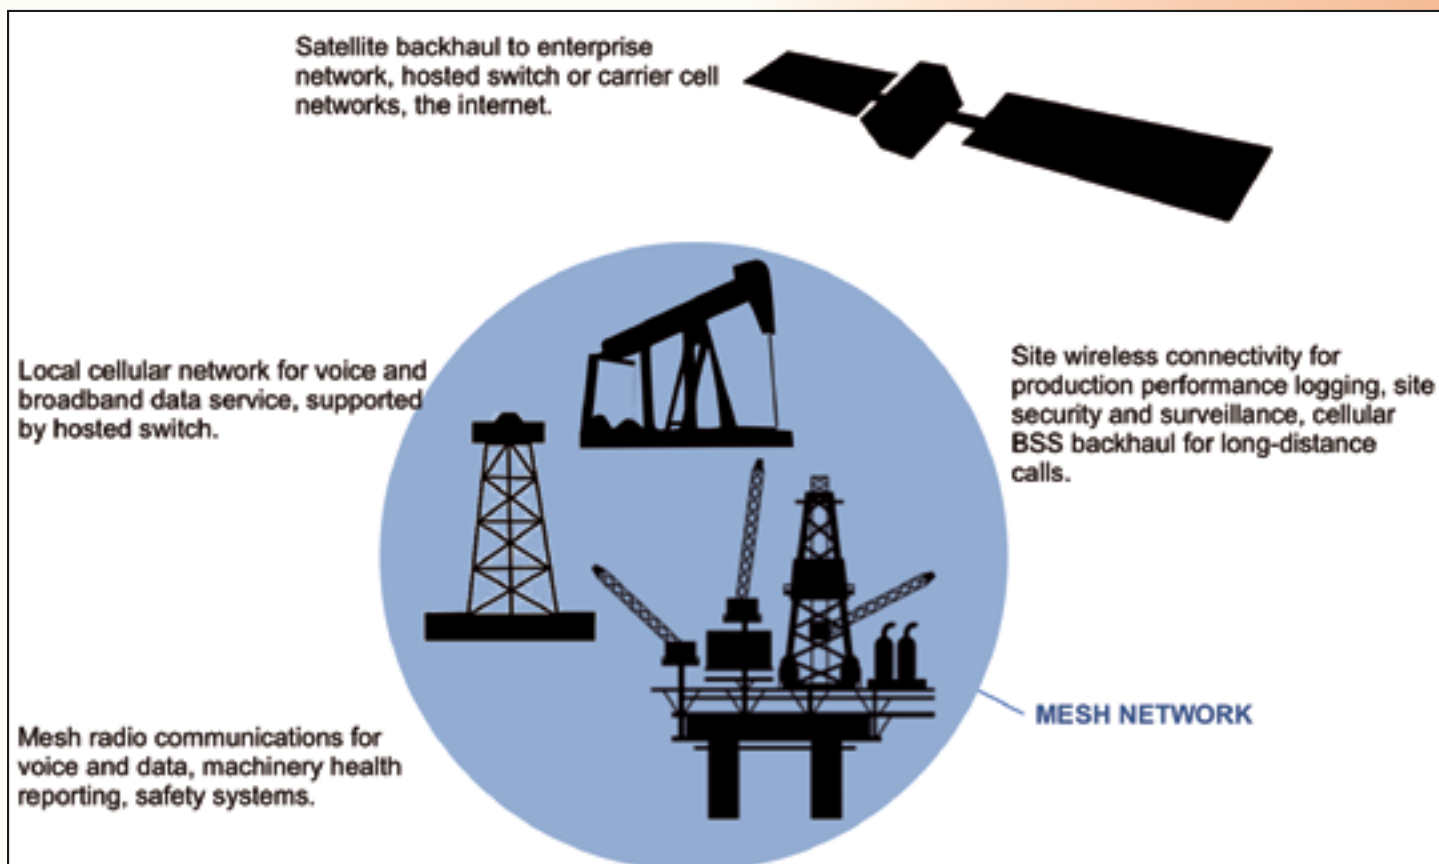 Satellite backhaul to enterprise
network, hosted switch or carrier cell
networks, the internet.
Local cellular network for voice and
broadband data service, supported
by hosted switch.
Site wireless connectivity for
production performance logging, site
security and surveillance, cellular
BSS backhaul for long-distance
calls.
MESH NETWORK
Mesh radio communications for
voice and data, machinery health
reporting, safety systems.